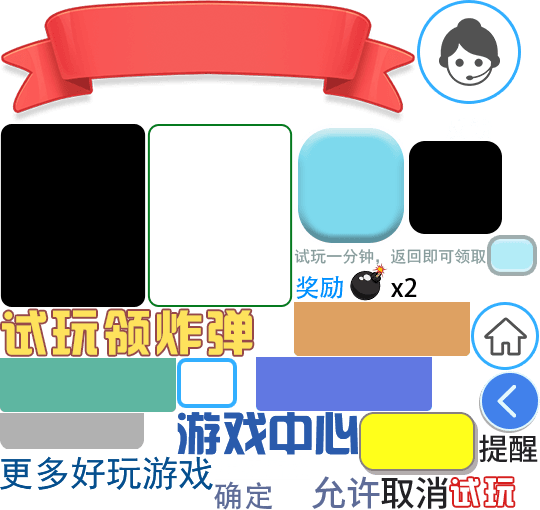 试玩一分钟，返回即可领取
奖励 x2
试玩领炸弹
游戏中心
提醒
更多好玩游戏
确定
允许
取消
试玩